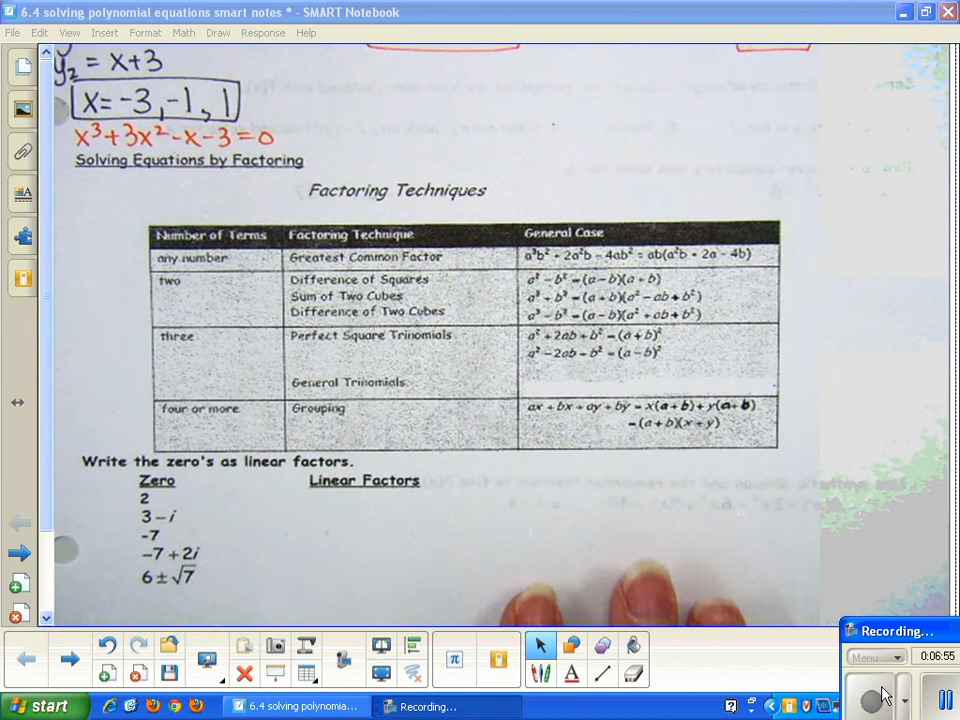 6.4 solving polynomial equations smart notes * - SMART Notebook
File Edit View Insert Format Math Draw Response Help
y₂ = x+3
x = -3, -1, 1
x³+3x²-x-3=0
Solving Equations by Factoring
Factoring Techniques
Number of Terms Factoring Technique General Case
any number Greatest Common Factor a³b² + 2a²b - 4ab² = ab(a²b + 2a - 4b)
two Difference of Squares a² - b² = (a - b)(a + b)
Sum of Two Cubes a³ + b³ = (a + b)(a² - ab + b²)
Difference of Two Cubes a³ - b³ = (a - b)(a² + ab + b²)
three Perfect Square Trinomials a² + 2ab + b² = (a + b)²
a² - 2ab + b² = (a - b)²
General Trinomials
four or more Grouping ax + bx + ay + by = x(a + b) + y(a + b)
= (a + b)(x + y)
Write the zero's as linear factors.
Zero Linear Factors
2
3 - i
-7
-7 + 2i
6 ± √7
Recording...
Menu 0:06:55
start 6.4 solving polynomia... Recording...